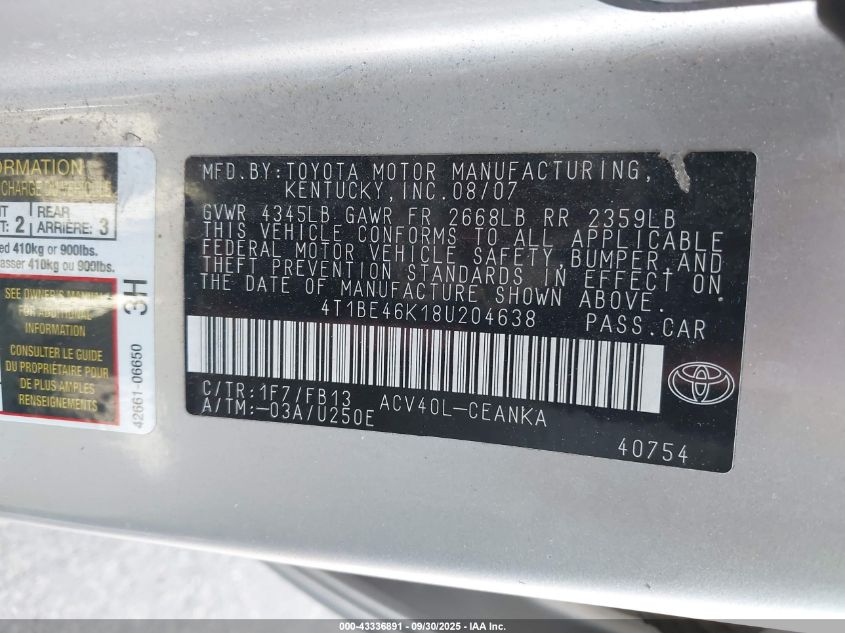 ORMATION
2
REAR
ARRIÈRE: 3
ed 410kg or 900lbs.
asser 410kg ou 900lbs.
SEE OWNER'S MANUAL
FOR ADDITIONAL
INFORMATION
CONSULTER LE GUIDE
DE PLUS AMPLES
RENSEIGNEMENTS
42661-06650
3H
MFD.BY:TOYOTA MOTOR MANUFACTURING,
KENTUCKY, INC. 08/07
GVWR 4345LB GAWR FR 2668LB RR 2359LB
THIS VEHICLE CONFORMS TO ALL APPLICABLE
FEDERAL MOTOR VEHICLE SAFETY, BUMPER, AND
THEFT PREVENTION STANDARDS IN EFFECT ON
THE DATE OF MANUFACTURE SHOWN ABOVE.
4T1BE46K18U204638 PASS.CAR
C/TR:1F7/FB13 ACV40L-CEANKA
A/TM:-03A/U250E
40754
000-43336891 - 09/30/2025 - IAA Inc.